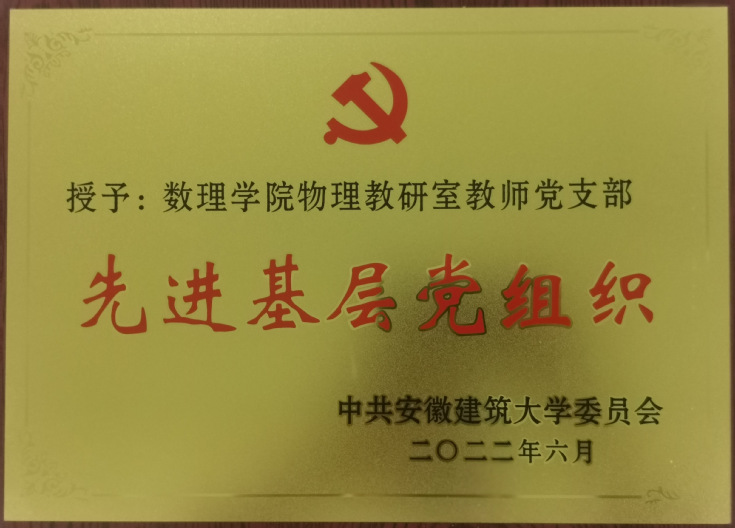 授予：数理学院物理教研室教师党支部
先进基层党组织
中共安徽建筑大学委员会
二〇二二年六月